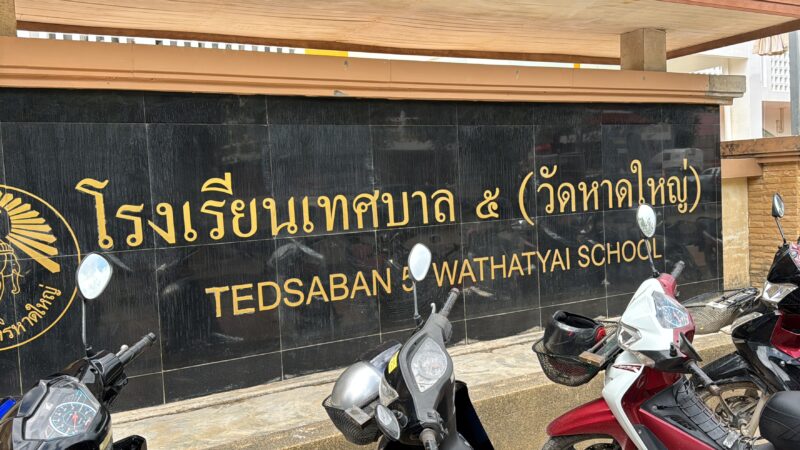 โรงเรียนเทศบาล ๕ (วัดหาดใหญ่)
TEDSABAN 5 WATHATYAI SCHOOL